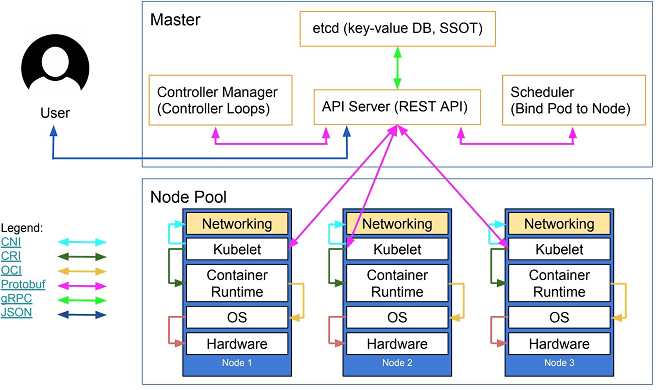 Master
etcd (key-value DB, SSOT)
Controller Manager
(Controller Loops)
API Server (REST API)
Scheduler
(Bind Pod to Node)
User
Node Pool
Legend:
CNI
CRI
OCI
Protobuf
gRPC
JSON
Networking
Kubelet
Container
Runtime
OS
Hardware
Node 1
Networking
Kubelet
Container
Runtime
OS
Hardware
Node 2
Networking
Kubelet
Container
Runtime
OS
Hardware
Node 3